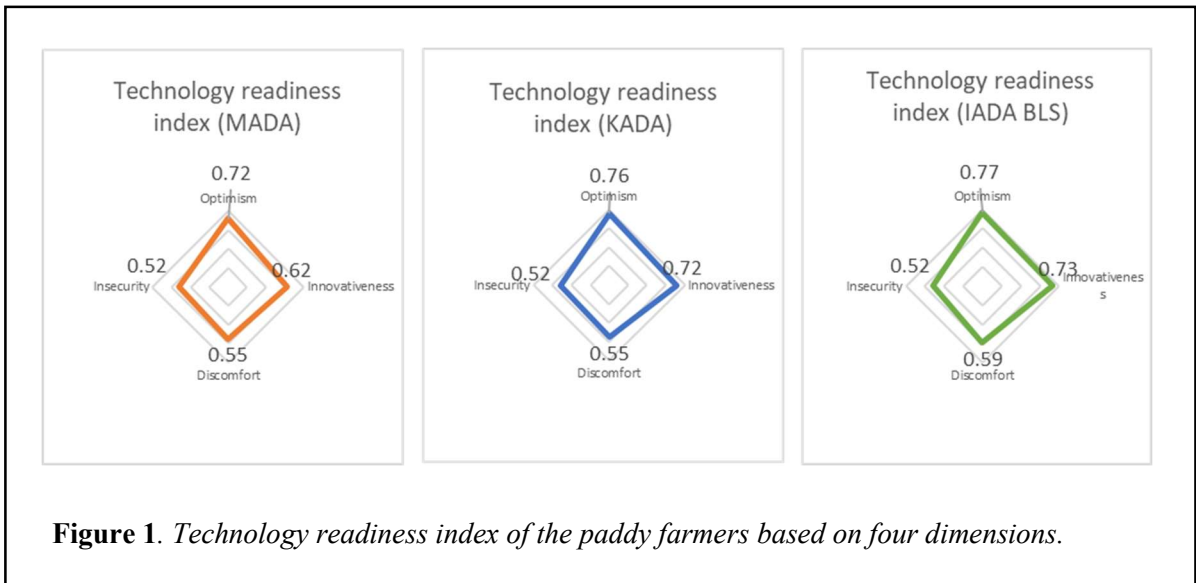 Technology readiness
index (MADA)
0.72
Optimism
0.52
Insecurity
0.62
Innovativeness
0.55
Discomfort
Technology readiness
index (KADA)
0.76
Optimism
0.52
Insecurity
0.72
Innovativeness
0.55
Discomfort
Technology readiness
index (IADA BLS)
0.77
Optimism
0.52
Insecurity
0.73
Innovativenes
s
0.59
Discomfort
Figure 1. Technology readiness index of the paddy farmers based on four dimensions.